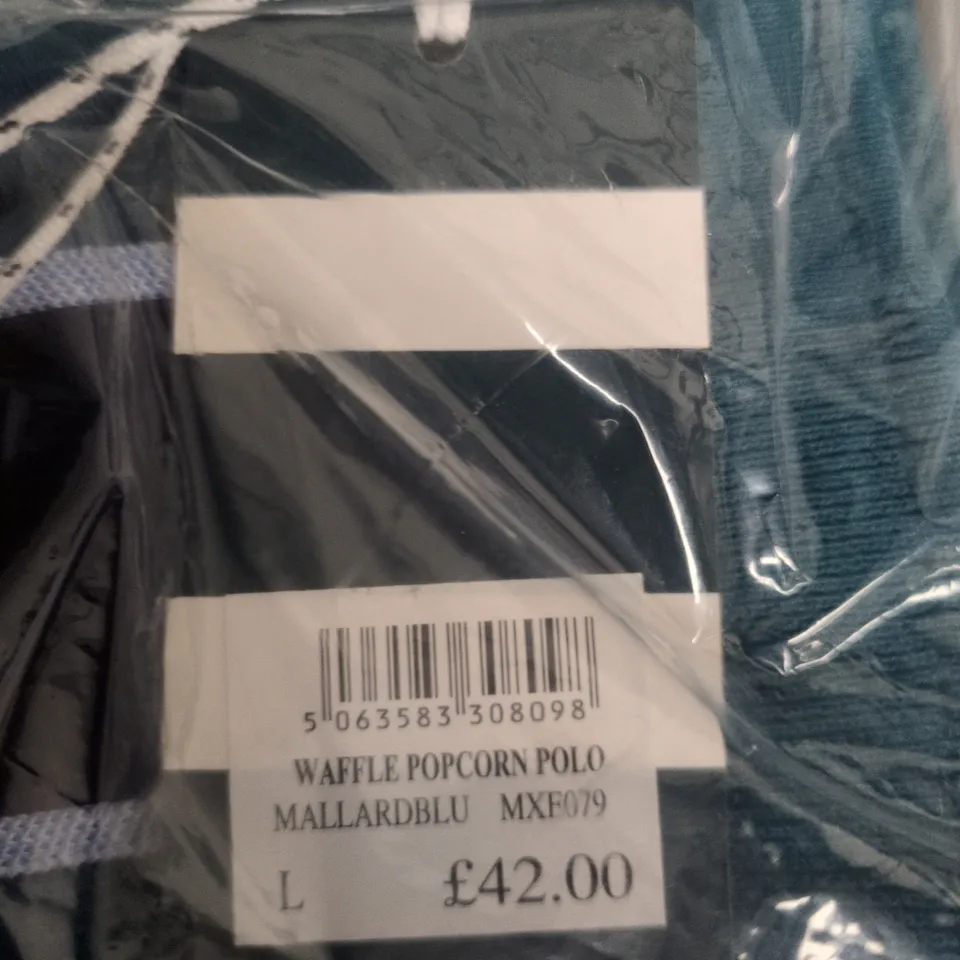 5 063583 308098
WAFFLE POPCORN POLO
MALLARDBLU MXE079
L £42.00